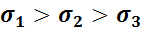 σ₁ > σ₂ > σ₃